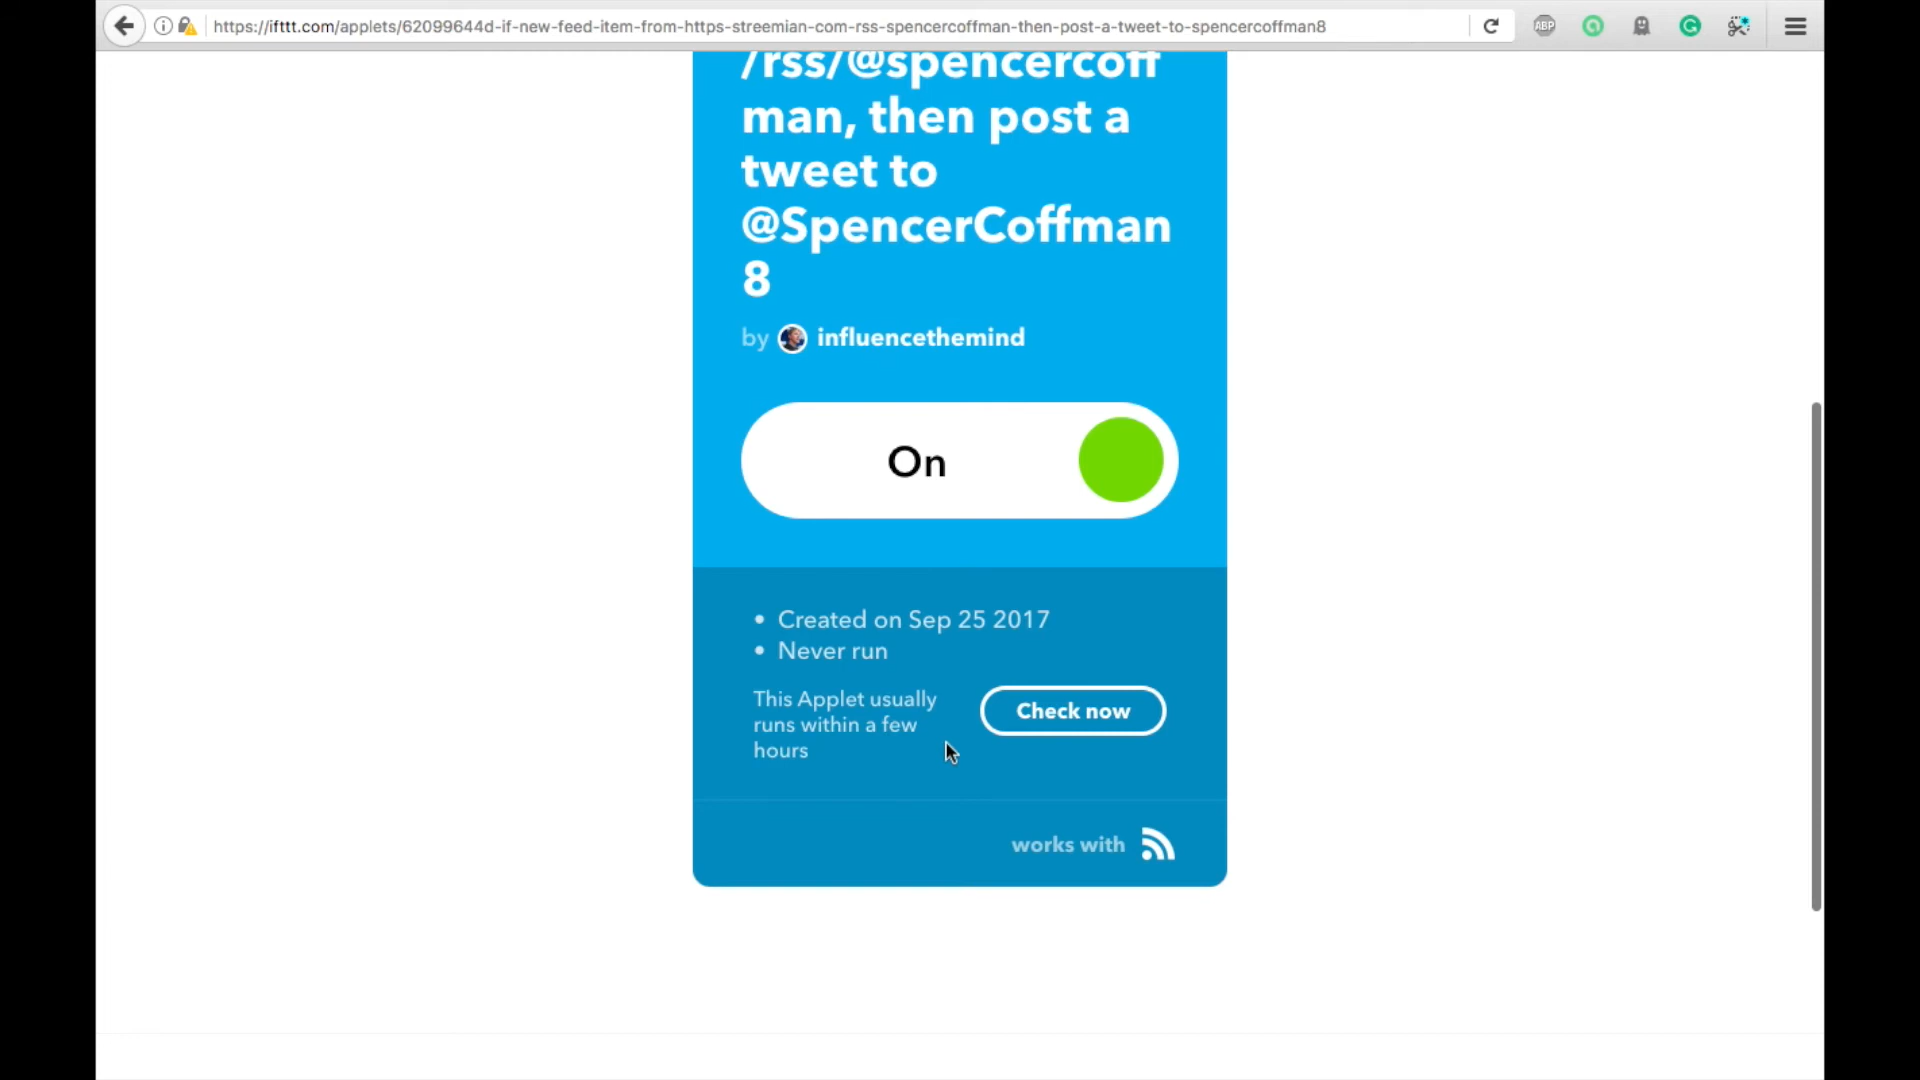 https://ifttt.com/applets/62099644d-if-new-feed-item-from-https-streemian-com-rss-spencercoffman-then-post-a-tweet-to-spencercoffman8
ABP
/rss/@spencercoff
man, then post a
tweet to
@SpencerCoffman
8
by influencethemind
On
• Created on Sep 25 2017
• Never run
This Applet usually
runs within a few
hours
Check now
works with